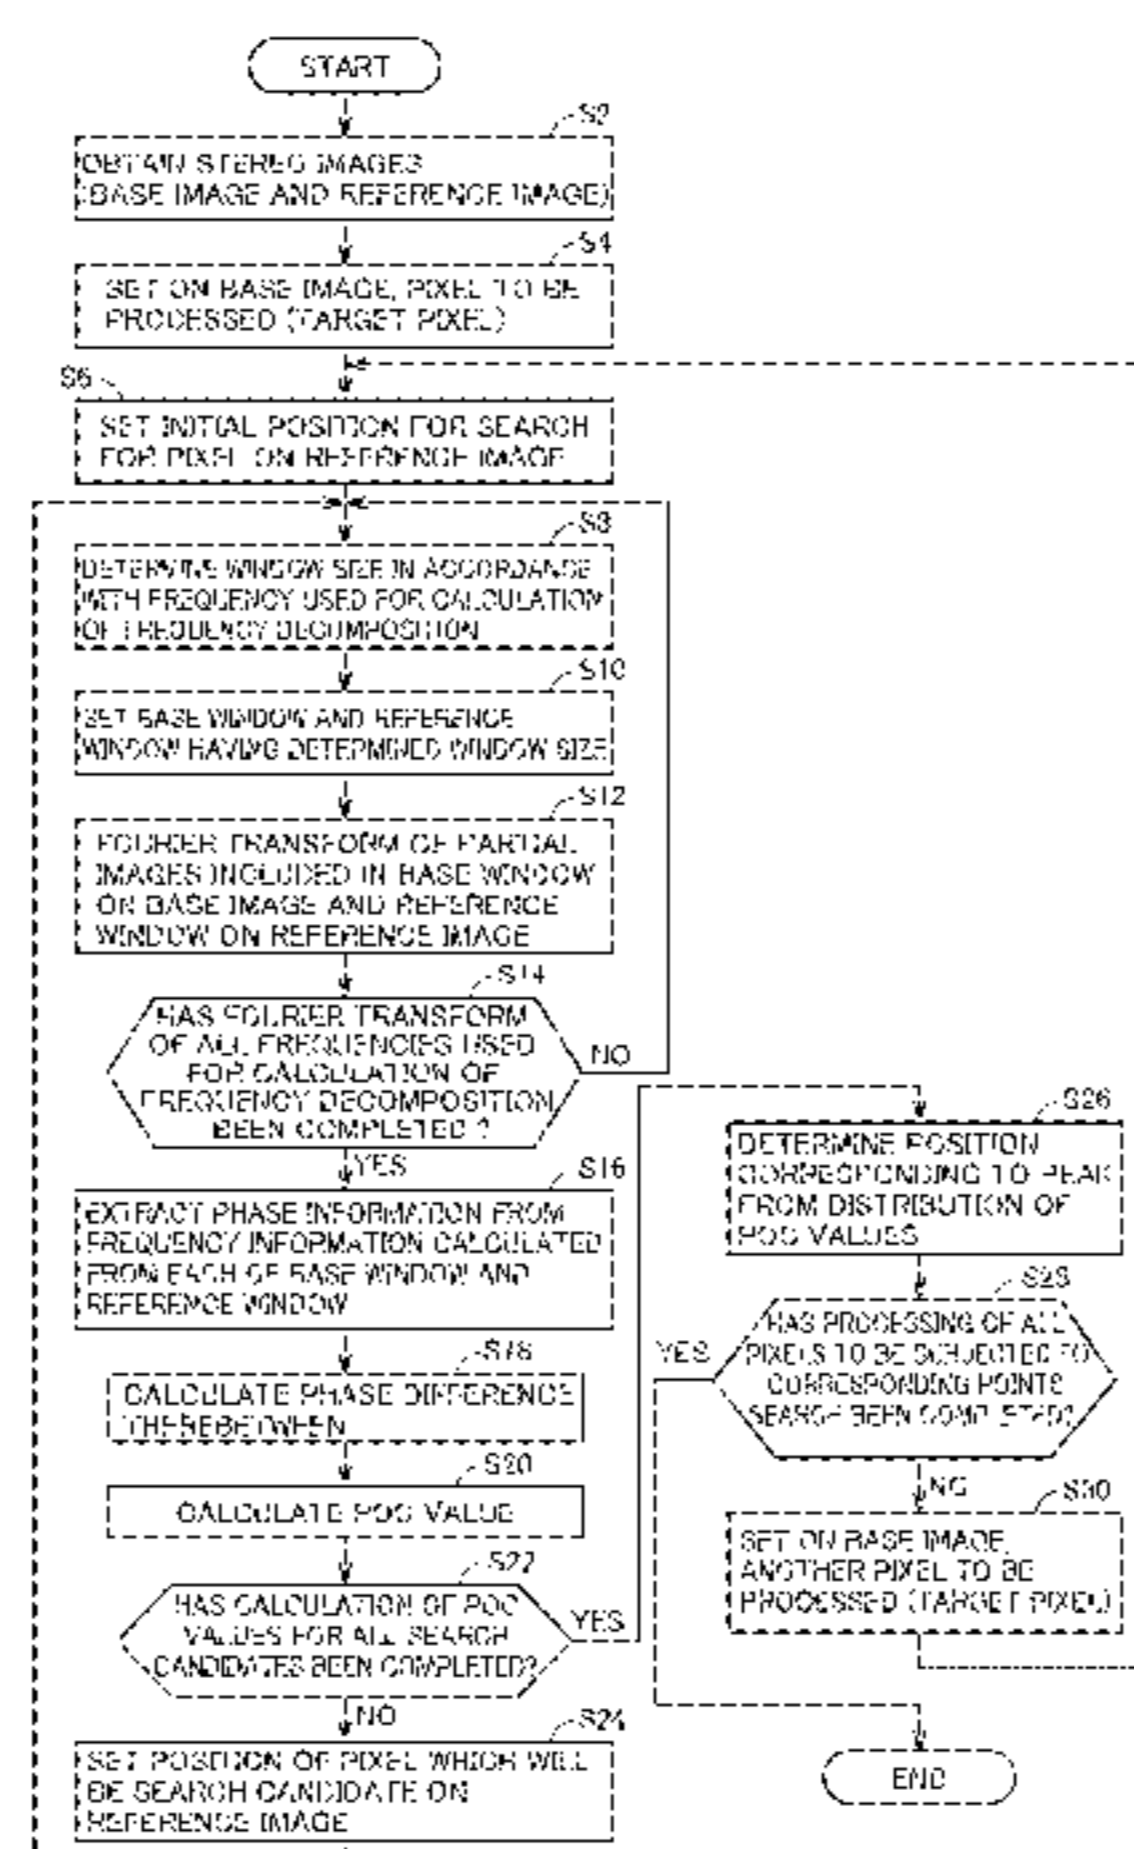 START
S2
OBTAIN STEREO IMAGES
(BASE IMAGE AND REFERENCE IMAGE)
S4
SET ON BASE IMAGE, PIXEL TO BE
PROCESSED (TARGET PIXEL)
S6
SET INITIAL POSITION FOR SEARCH
FOR PIXEL ON REFERENCE IMAGE
S8
DETERMINE WINDOW SIZE IN ACCORDANCE
WITH FREQUENCY USED FOR CALCULATION
OF FREQUENCY DECOMPOSITION
S10
SET BASE WINDOW AND REFERENCE
WINDOW HAVING DETERMINED WINDOW SIZE
S12
FOURIER TRANSFORM OF PARTIAL
IMAGES INCLUDED IN BASE WINDOW
ON BASE IMAGE AND REFERENCE
WINDOW ON REFERENCE IMAGE
S14
HAS FOURIER TRANSFORM
OF ALL FREQUENCIES USED
FOR CALCULATION OF
FREQUENCY DECOMPOSITION
BEEN COMPLETED ?
NO
YES
S16
EXTRACT PHASE INFORMATION FROM
FREQUENCY INFORMATION CALCULATED
FROM EACH OF BASE WINDOW AND
REFERENCE WINDOW
S18
CALCULATE PHASE DIFFERENCE
THEREBETWEEN
S20
CALCULATE POC VALUE
S22
HAS CALCULATION OF POC
VALUES FOR ALL SEARCH
CANDIDATES BEEN COMPLETED?
YES
NO
S24
SET POSITION OF PIXEL WHICH WILL
BE SEARCH CANDIDATE ON
REFERENCE IMAGE
S26
DETERMINE POSITION
CORRESPONDING TO PEAK
FROM DISTRIBUTION OF
POC VALUES
S28
HAS PROCESSING OF ALL
PIXELS TO BE SUBJECTED TO
CORRESPONDING POINTS
SEARCH BEEN COMPLETED?
YES
NO
S30
SET ON BASE IMAGE,
ANOTHER PIXEL TO BE
PROCESSED (TARGET PIXEL)
END